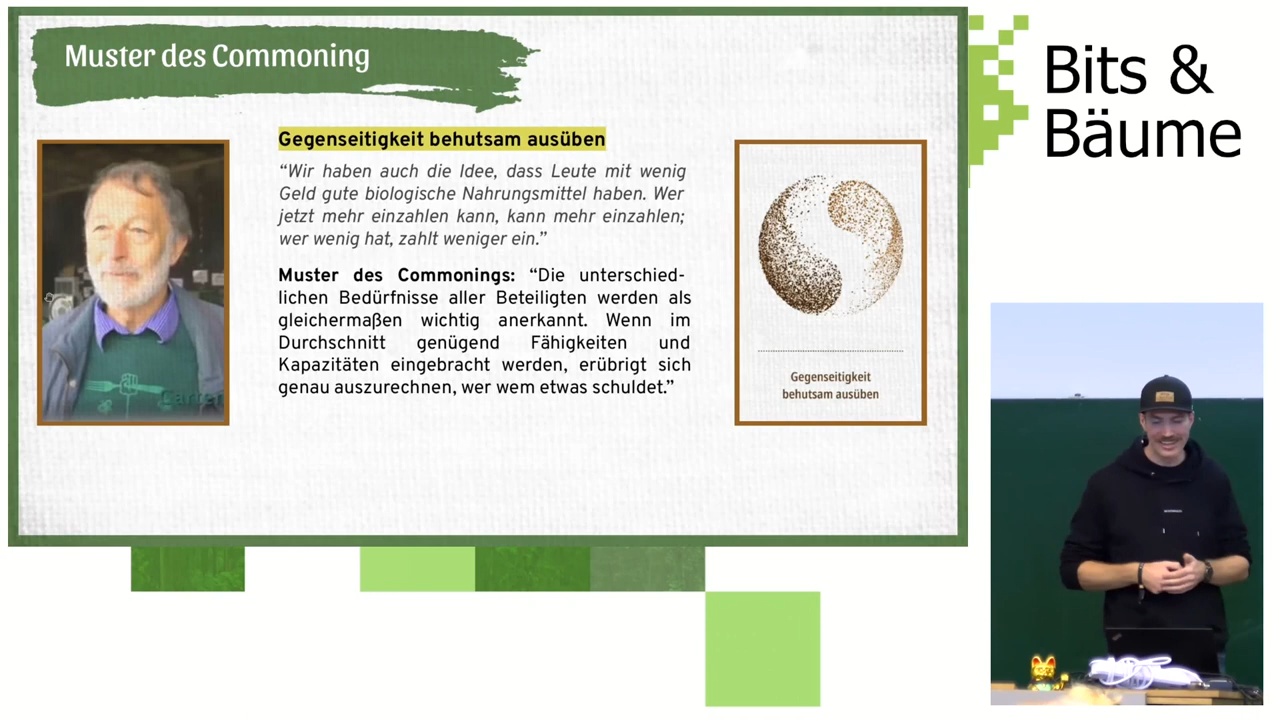 Muster des Commoning
Gegenseitigkeit behutsam ausüben
“Wir haben auch die Idee, dass Leute mit wenig
Geld gute biologische Nahrungsmittel haben. Wer
jetzt mehr einzahlen kann, kann mehr einzahlen;
wer wenig hat, zahlt weniger ein.”
Muster des Commonings: “Die unterschied-
lichen Bedürfnisse aller Beteiligten werden als
gleichermaßen wichtig anerkannt. Wenn im
Durchschnitt genügend Fähigkeiten und
Kapazitäten eingebracht werden, erübrigt sich
genau auszurechnen, wer wem etwas schuldet.”
Gegenseitigkeit
behutsam ausüben
Bits &
Bäume